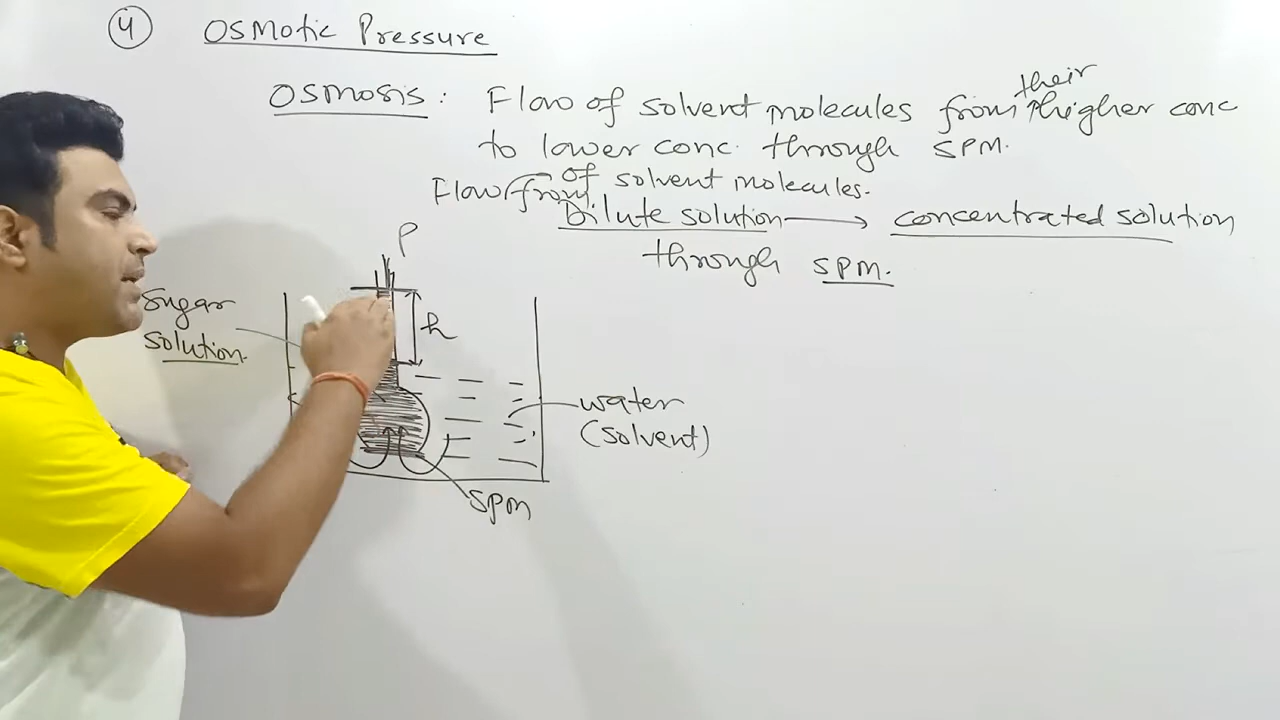 4 Osmotic Pressure
Osmosis: Flow of solvent molecules from their higher conc
to lower conc. through SPM.
Flow from of solvent molecules.
Dilute solution → concentrated solution
through SPM.
P
Sugar
solution.
h
water
(solvent)
SPM